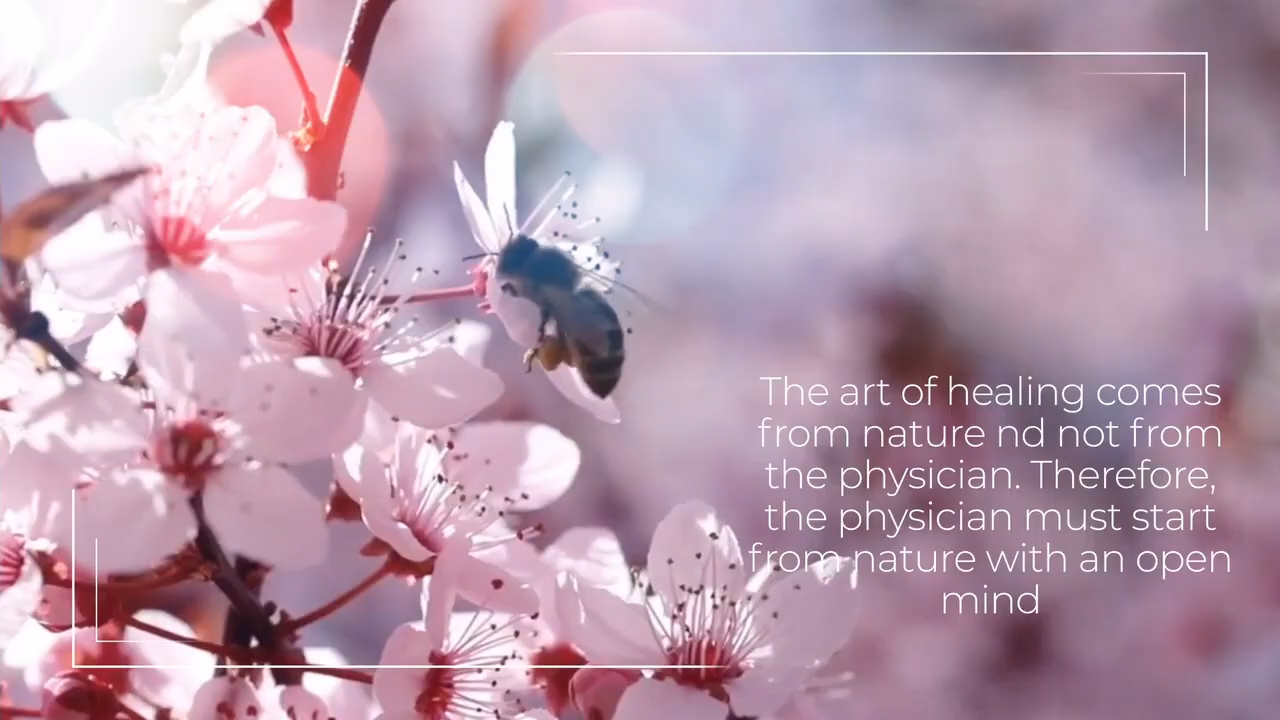 The art of healing comes
from nature nd not from
the physician. Therefore,
the physician must start
from nature with an open
mind